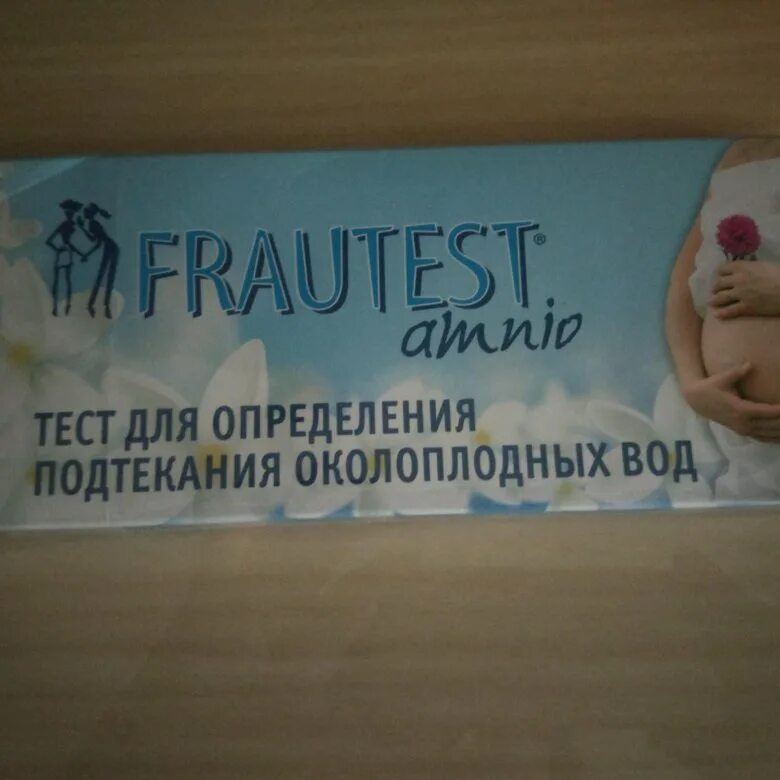 FRAUTEST®
amnio
ТЕСТ ДЛЯ ОПРЕДЕЛЕНИЯ
ПОДТЕКАНИЯ ОКОЛОПЛОДНЫХ ВОД